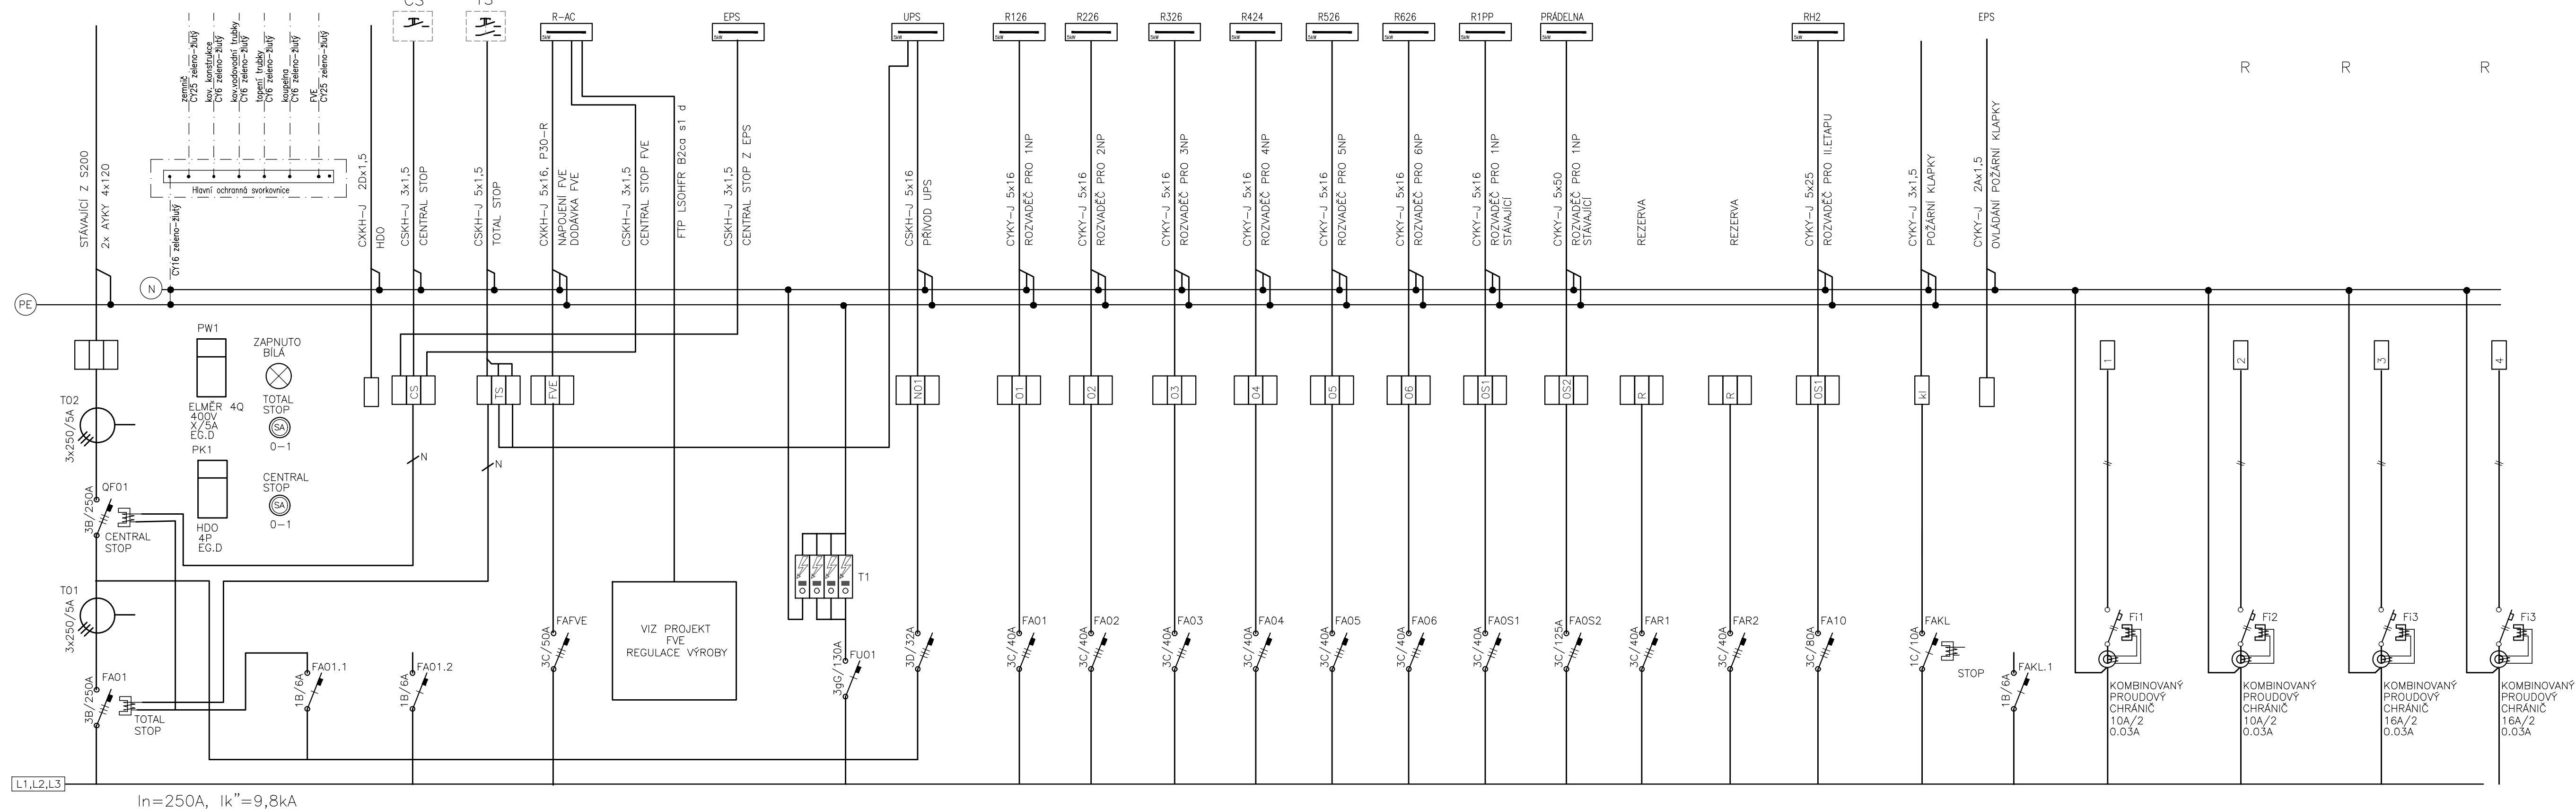 CS
TS
R-AC
5kW
EPS
5kW
UPS
5kW
R126
5kW
R226
5kW
R326
5kW
R424
5kW
R526
5kW
R626
5kW
R1PP
5kW
PRÁDELNA
5kW
RH2
5kW
EPS
R
R
R
STÁVAJÍCÍ Z S200
2x AYKY 4x120
zemnič
CY25 zeleno-žlutý
kov. konstrukce
CY6 zeleno-žlutý
kov.vodovodní trubky
CY6 zeleno-žlutý
topení trubky
CY6 zeleno-žlutý
koupelna
CY6 zeleno-žlutý
FVE
CY25 zeleno-žlutý
Hlavní ochranná svorkovnice
CY16 zeleno-žlutý
CXKH-J 2Dx1,5
HDO
CSKH-J 3x1,5
CENTRAL STOP
CSKH-J 5x1,5
TOTAL STOP
CXKH-J 5x16, P30-R
NAPOJENÍ FVE
DODÁVKA FVE
CSKH-J 3x1,5
CENTRAL STOP FVE
FTP LSOHFR B2ca s1 d
CSKH-J 3x1,5
CENTRAL STOP Z EPS
CSKH-J 5x16
PŘÍVOD UPS
CYKY-J 5x16
ROZVADĚČ PRO 1NP
CYKY-J 5x16
ROZVADĚČ PRO 2NP
CYKY-J 5x16
ROZVADĚČ PRO 3NP
CYKY-J 5x16
ROZVADĚČ PRO 4NP
CYKY-J 5x16
ROZVADĚČ PRO 5NP
CYKY-J 5x16
ROZVADĚČ PRO 6NP
CYKY-J 5x16
ROZVADĚČ PRO 1NP
STÁVAJÍCÍ
CYKY-J 5x50
ROZVADĚČ PRO 1NP
STÁVAJÍCÍ
REZERVA
REZERVA
CYKY-J 5x25
ROZVADĚČ PRO II.ETAPU
CYKY-J 3x1,5
POŽÁRNÍ KLAPKY
CYKY-J 2Ax1,5
OVLÁDÁNÍ POŽÁRNÍ KLAPKY
N
PE
PW1
ELMĚR 4Q
400V
X/5A
EG.D
PK1
HDO
4P
EG.D
ZAPNUTO
BÍLÁ
TOTAL
STOP
SA
0-1
CENTRAL
STOP
SA
0-1
CS
TS
FVE
N01
01
02
03
04
05
06
0S1
0S2
R
R
0S1
kl
1
2
3
4
N
N
T02
3x250/5A
QF01
3B/250A
CENTRAL
STOP
T01
3x250/5A
FA01
3B/250A
TOTAL
STOP
FA01.1
1B/6A
FA01.2
1B/6A
FAFVE
3C/50A
VIZ PROJEKT
FVE
REGULACE VÝROBY
T1
FU01
3gG/130A
3D/32A
FA01
3C/40A
FA02
3C/40A
FA03
3C/40A
FA04
3C/40A
FA05
3C/40A
FA06
3C/40A
FA0S1
3C/40A
FA0S2
3C/125A
FAR1
3C/40A
FAR2
3C/40A
FA10
3C/80A
FAKL
1C/10A
STOP
FAKL.1
1B/6A
Fi1
KOMBINOVANÝ
PROUDOVÝ
CHRÁNIČ
10A/2
0.03A
Fi2
KOMBINOVANÝ
PROUDOVÝ
CHRÁNIČ
10A/2
0.03A
Fi3
KOMBINOVANÝ
PROUDOVÝ
CHRÁNIČ
16A/2
0.03A
Fi3
KOMBINOVANÝ
PROUDOVÝ
CHRÁNIČ
16A/2
0.03A
L1,L2,L3
In=250A, Ik"=9,8kA